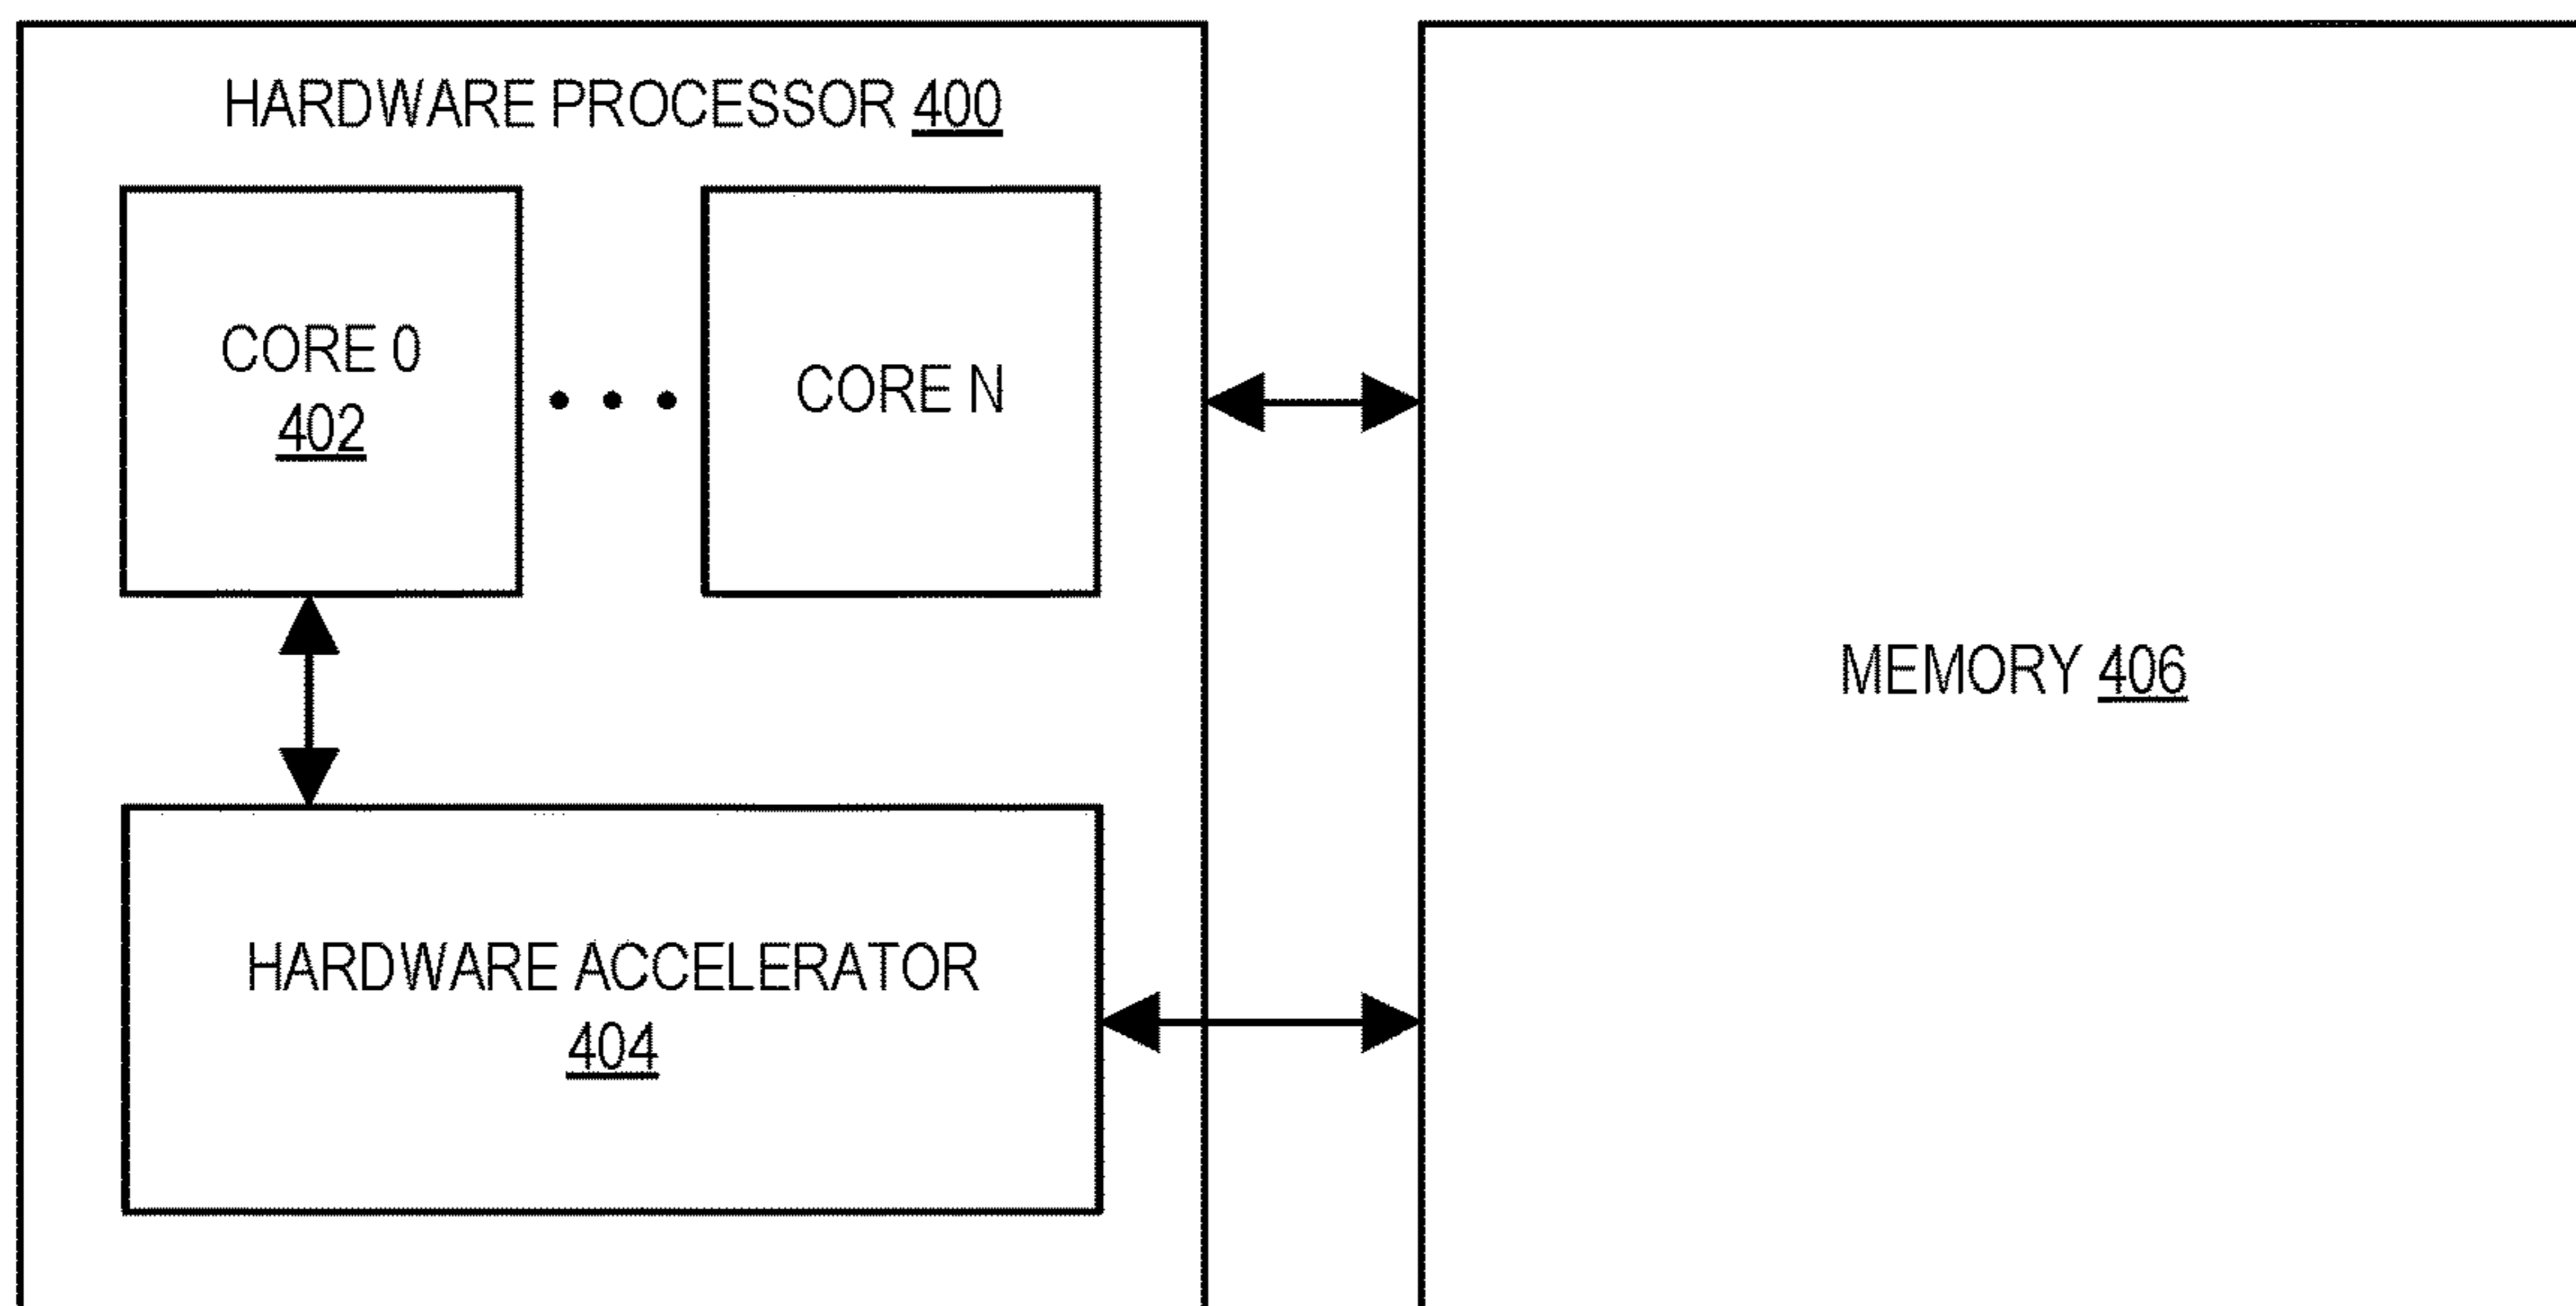 HARDWARE PROCESSOR 400
CORE 0
402
CORE N
MEMORY 406
HARDWARE ACCELERATOR
404